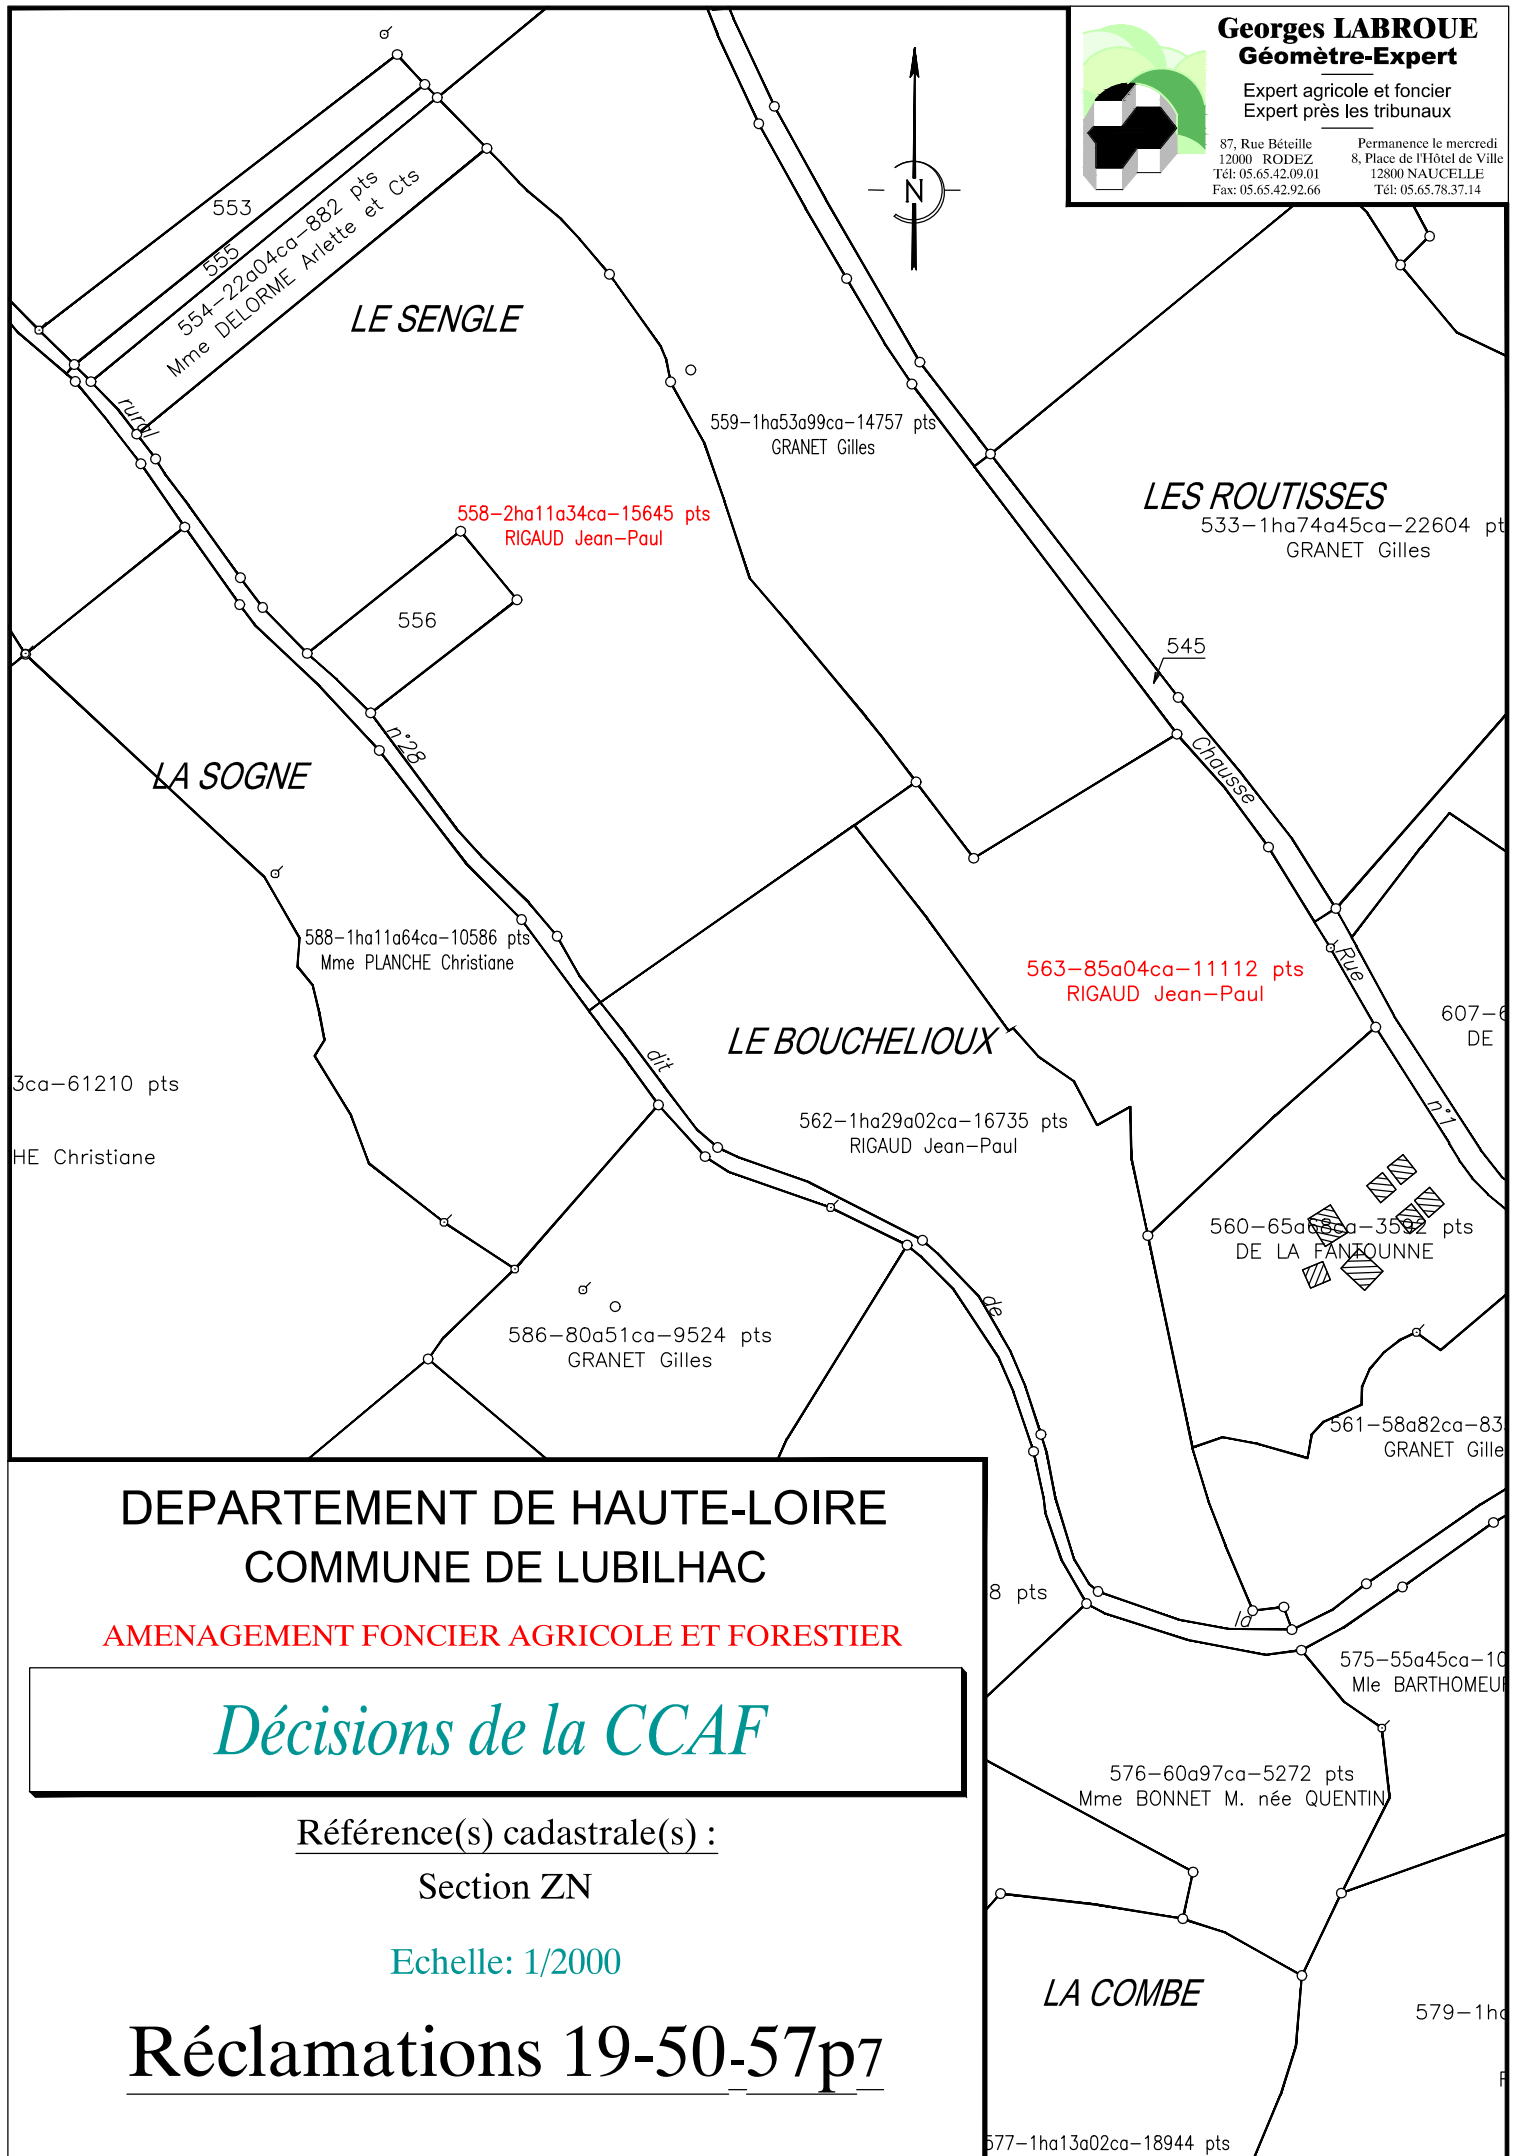 Georges LABROUE
Géomètre-Expert
Expert agricole et foncier
Expert près les tribunaux
87, Rue Béteille
12000 RODEZ
Tél: 05.65.42.09.01
Fax: 05.65.42.92.66
Permanence le mercredi
8, Place de l'Hôtel de Ville
12800 NAUCELLE
Tél: 05.65.78.37.14
N
553
555
554-22a04ca-882 pts
Mme DELORME Arlette et Cts
LE SENGLE
rural
559-1ha53a99ca-14757 pts
GRANET Gilles
LES ROUTISSES
533-1ha74a45ca-22604 pt
GRANET Gilles
558-2ha11a34ca-15645 pts
RIGAUD Jean-Paul
556
545
n°28
Chausse
LA SOGNE
588-1ha11a64ca-10586 pts
Mme PLANCHE Christiane
563-85a04ca-11112 pts
RIGAUD Jean-Paul
Rue
607-6
DE
LE BOUCHELIOUX
dit
3ca-61210 pts
HE Christiane
562-1ha29a02ca-16735 pts
RIGAUD Jean-Paul
n°1
560-65a68ca-3592 pts
DE LA FANTOUNNE
de
586-80a51ca-9524 pts
GRANET Gilles
561-58a82ca-83
GRANET Gille
8 pts
la
575-55a45ca-10
Mle BARTHOMEUF
576-60a97ca-5272 pts
Mme BONNET M. née QUENTIN
LA COMBE
579-1ha
577-1ha13a02ca-18944 pts
DEPARTEMENT DE HAUTE-LOIRE
COMMUNE DE LUBILHAC
AMENAGEMENT FONCIER AGRICOLE ET FORESTIER
Décisions de la CCAF
Référence(s) cadastrale(s) :
Section ZN
Echelle: 1/2000
Réclamations 19-50-57p7